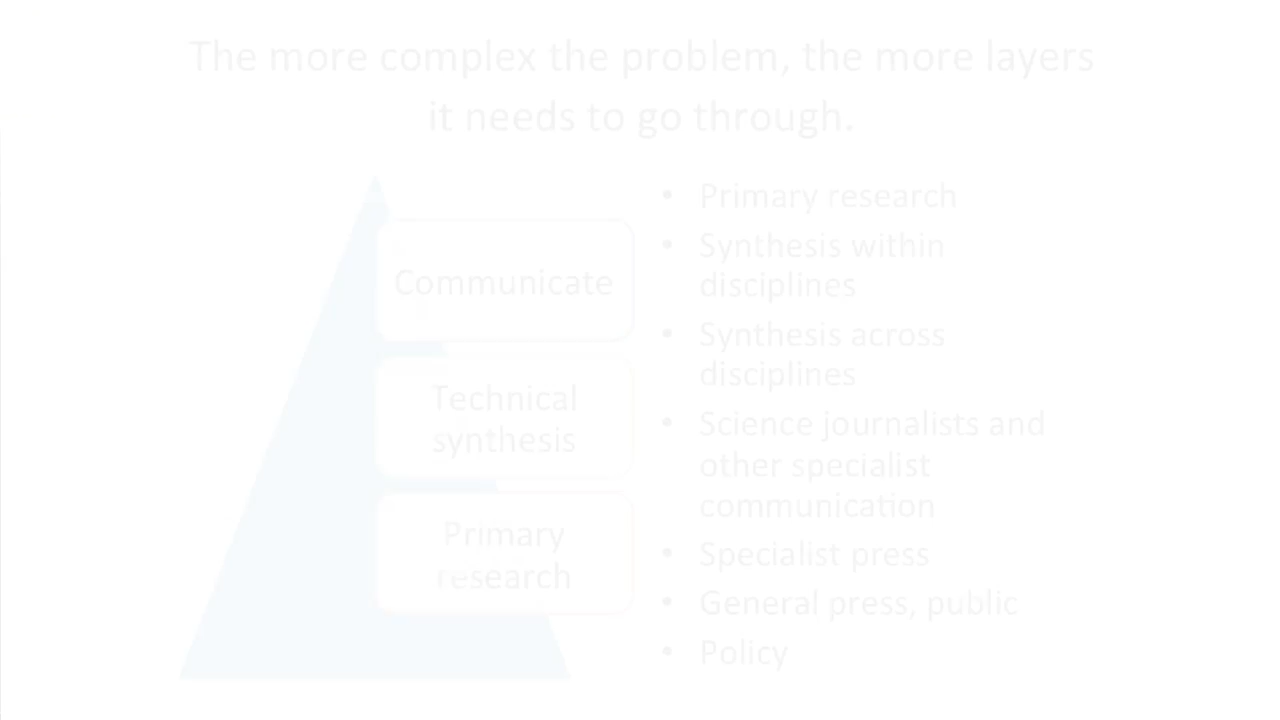 The more complex the problem, the more layers
it needs to go through.
Communicate
Technical
synthesis
Primary
research
• Primary research
• Synthesis within
disciplines
• Synthesis across
disciplines
• Science journalists and
other specialist
communication
• Specialist press
• General press, public
• Policy